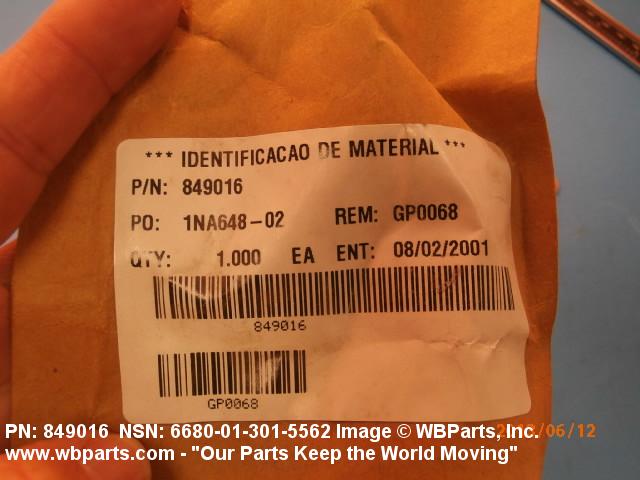 *** IDENTIFICACAO DE MATERIAL ***
P/N: 849016
PO: 1NA648-02 REM: GP0068
QTY: 1.000 EA ENT: 08/02/2001
849016
GP0068
PN: 849016 NSN: 6680-01-301-5562 Image © WBParts, Inc.
www.wbparts.com - "Our Parts Keep the World Moving"